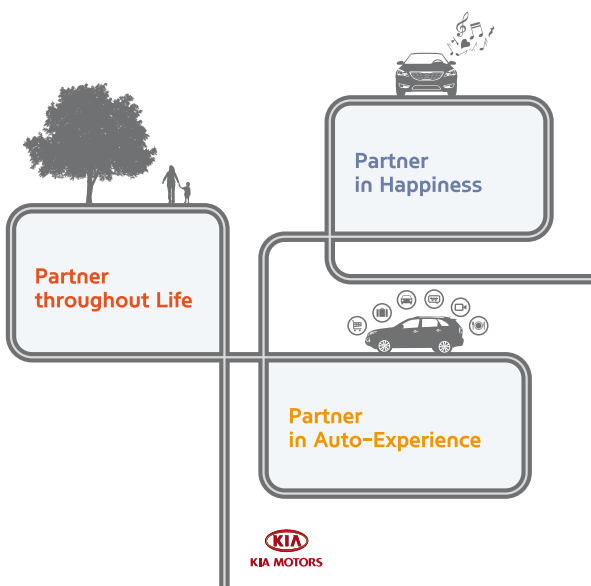 Partner
in Happiness
Partner
throughout Life
Partner
in Auto-Experience
KIA
KIA MOTORS